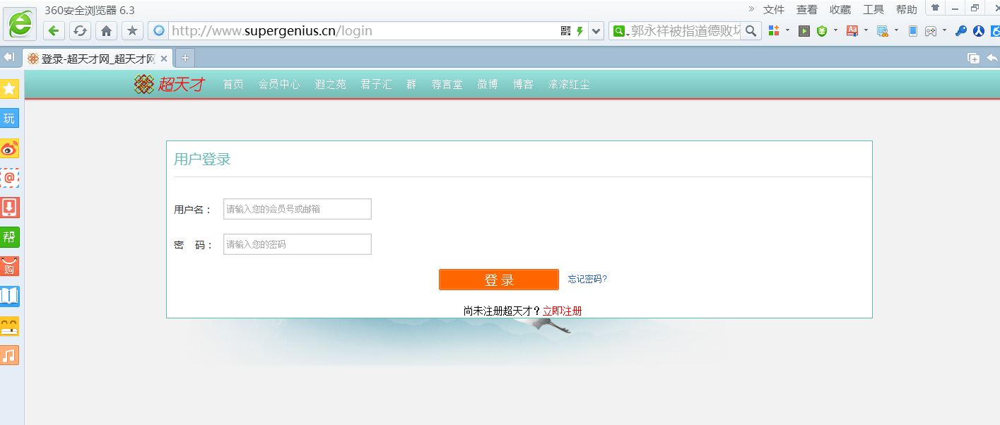 360安全浏览器 6.3
» 文件 查看 收藏 工具 帮助
http://www.supergenius.cn/login
郭永祥被指道德败坏
登录-超天才网_超天才网
超天才 首页 会员中心 遐之苑 君子汇 群 荐言堂 微博 博客 滚滚红尘
玩
@
帮
购
用户登录
用户名： 请输入您的会员号或邮箱
密 码： 请输入您的密码
登 录 忘记密码?
尚未注册超天才？立即注册